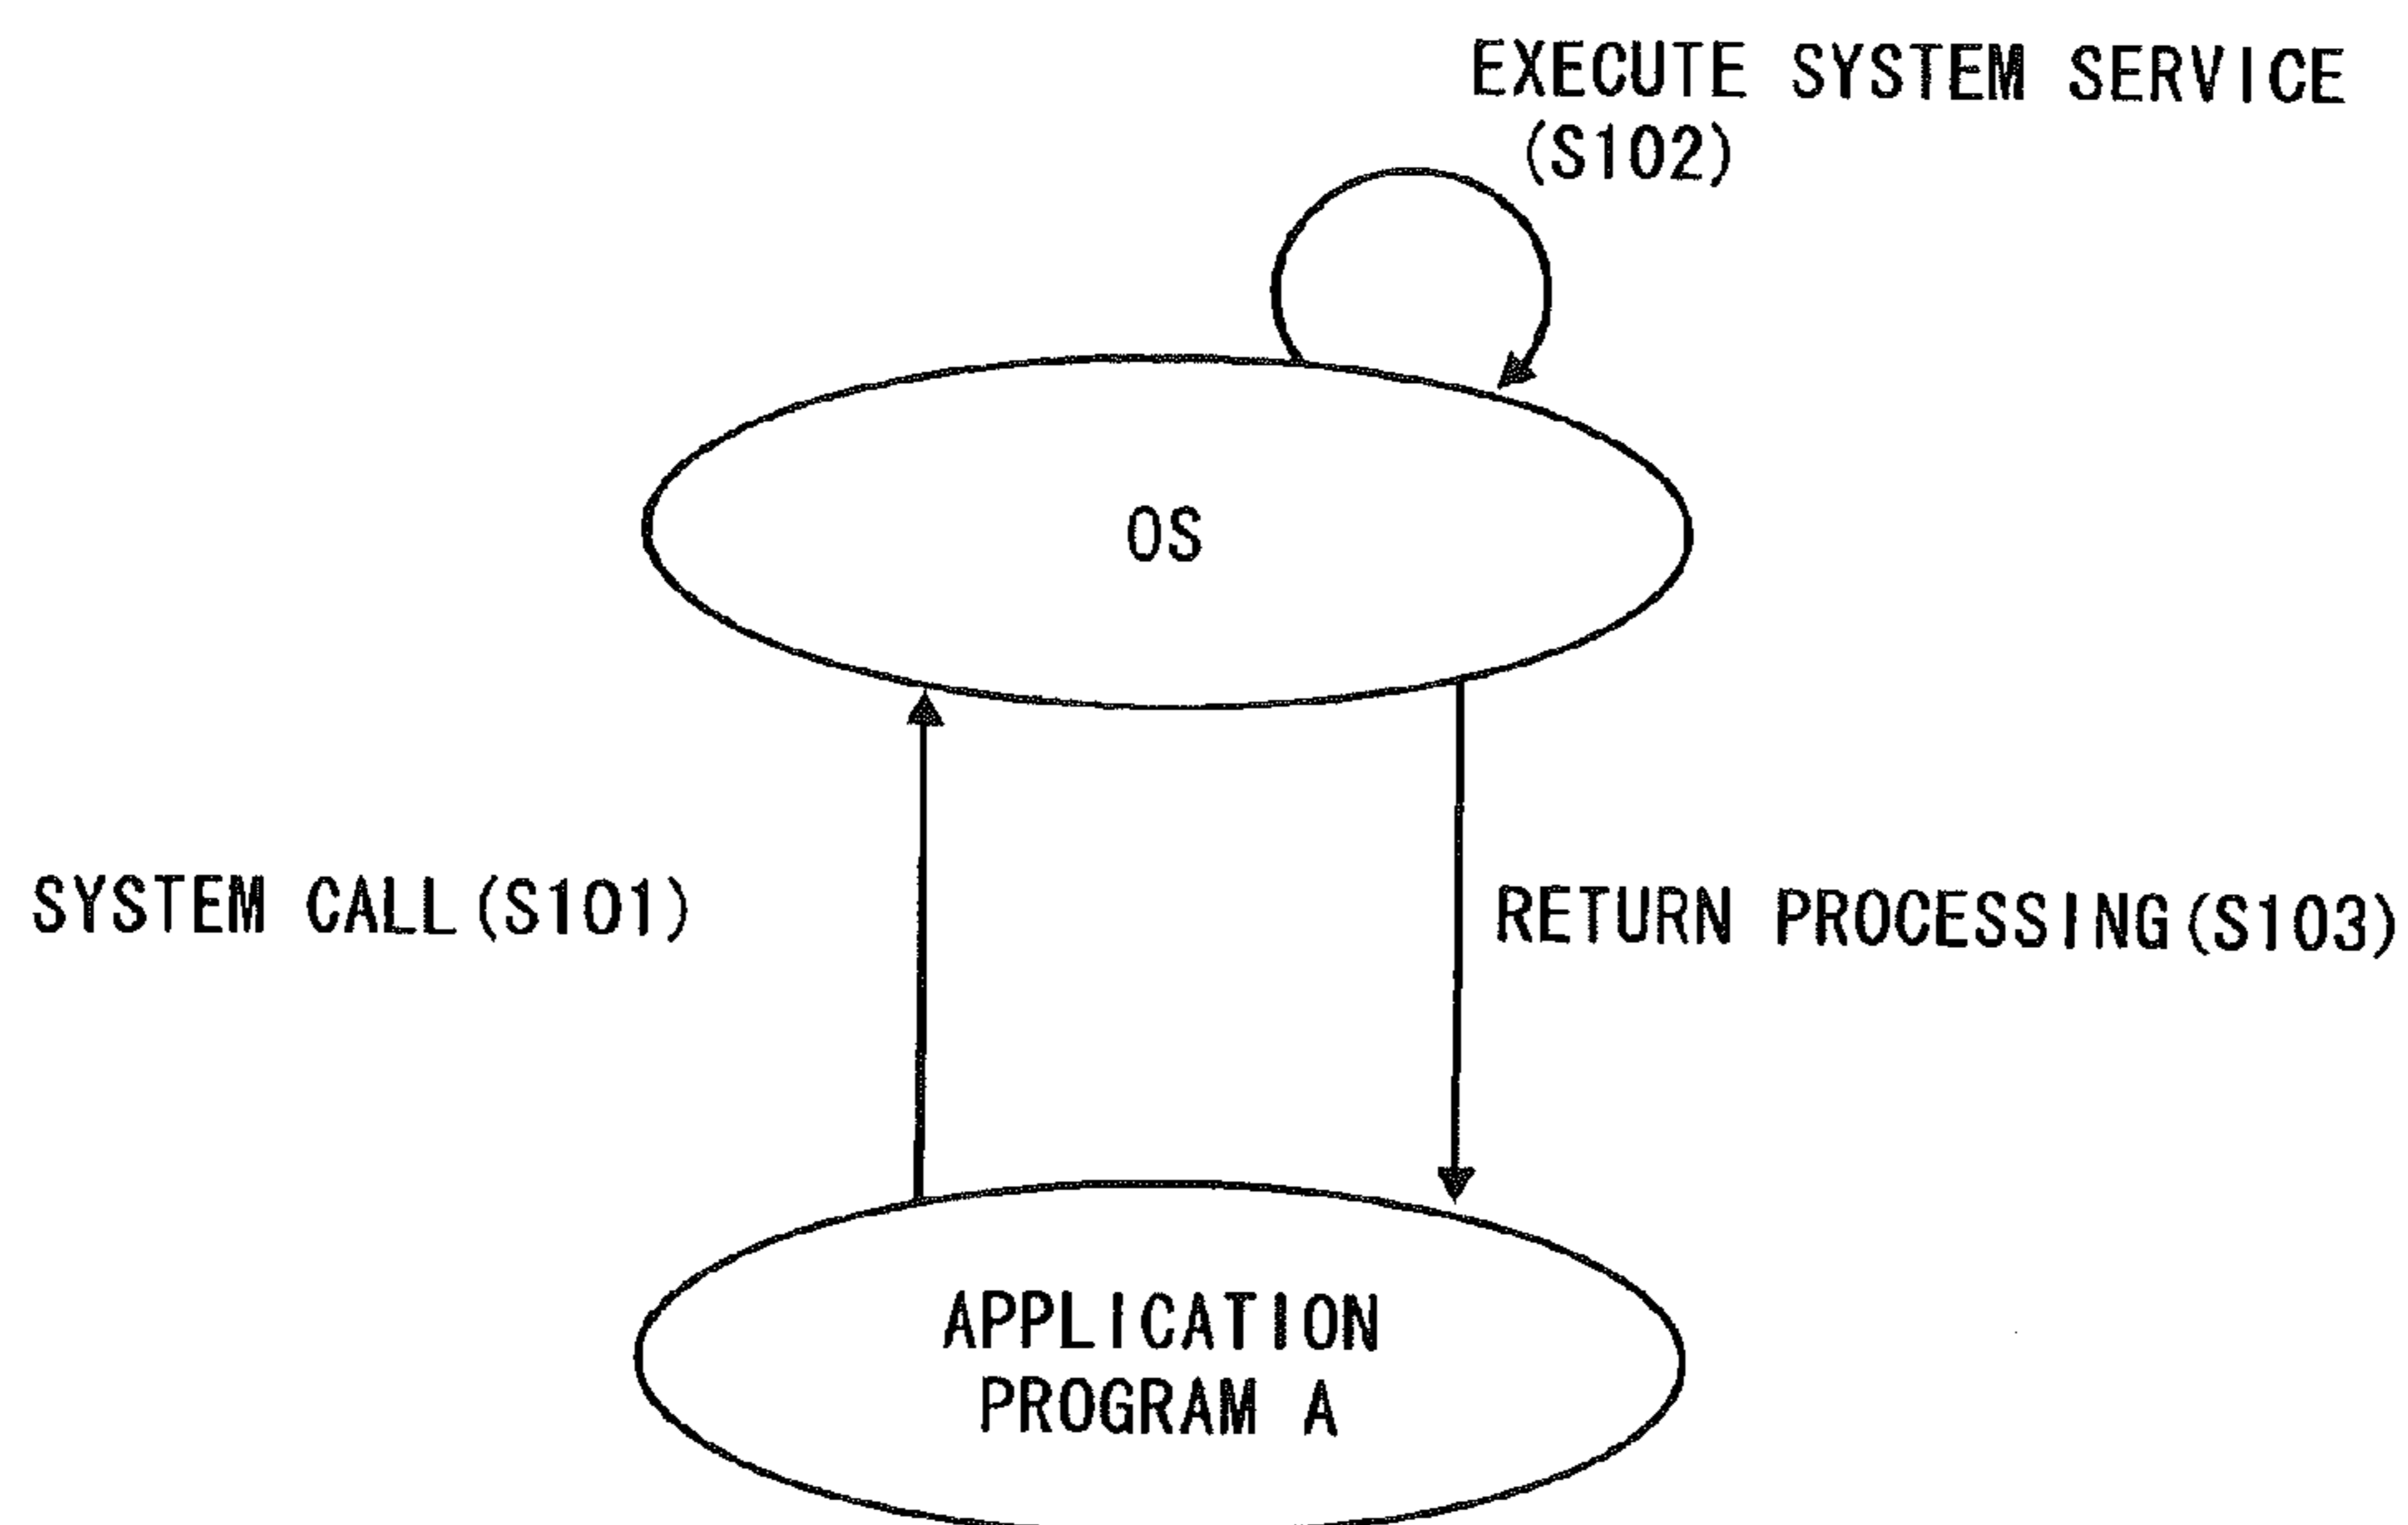 EXECUTE SYSTEM SERVICE
(S102)
OS
SYSTEM CALL(S101)
RETURN PROCESSING(S103)
APPLICATION
PROGRAM A